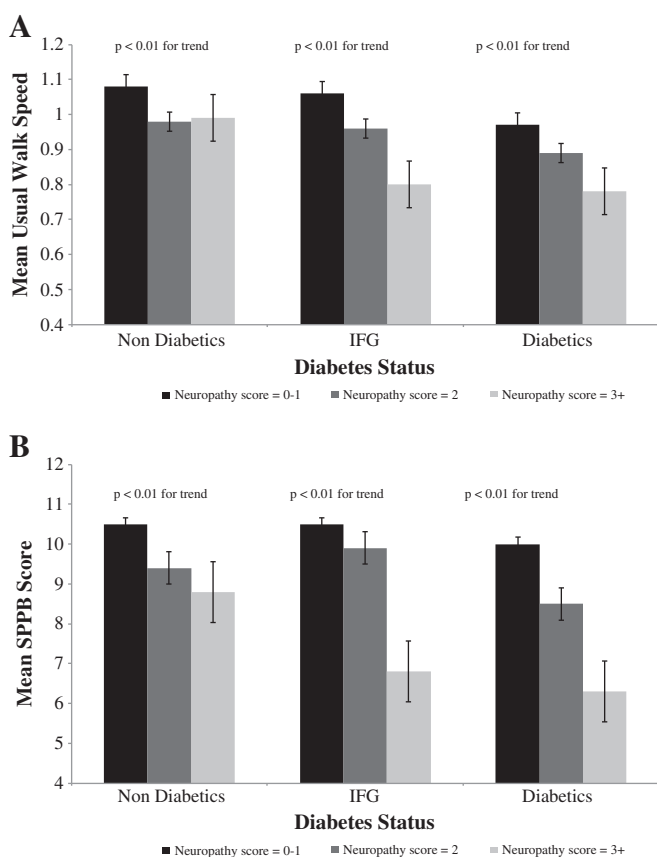 A
Mean Usual Walk Speed
1.2
1.1
1
0.9
0.8
0.7
0.6
0.5
0.4
p < 0.01 for trend
p < 0.01 for trend
p < 0.01 for trend
Non Diabetics
IFG
Diabetics
Diabetes Status
Neuropathy score = 0-1
Neuropathy score = 2
Neuropathy score = 3+
B
Mean SPPB Score
12
11
10
9
8
7
6
5
4
p < 0.01 for trend
p < 0.01 for trend
p < 0.01 for trend
Non Diabetics
IFG
Diabetics
Diabetes Status
Neuropathy score = 0-1
Neuropathy score = 2
Neuropathy score = 3+